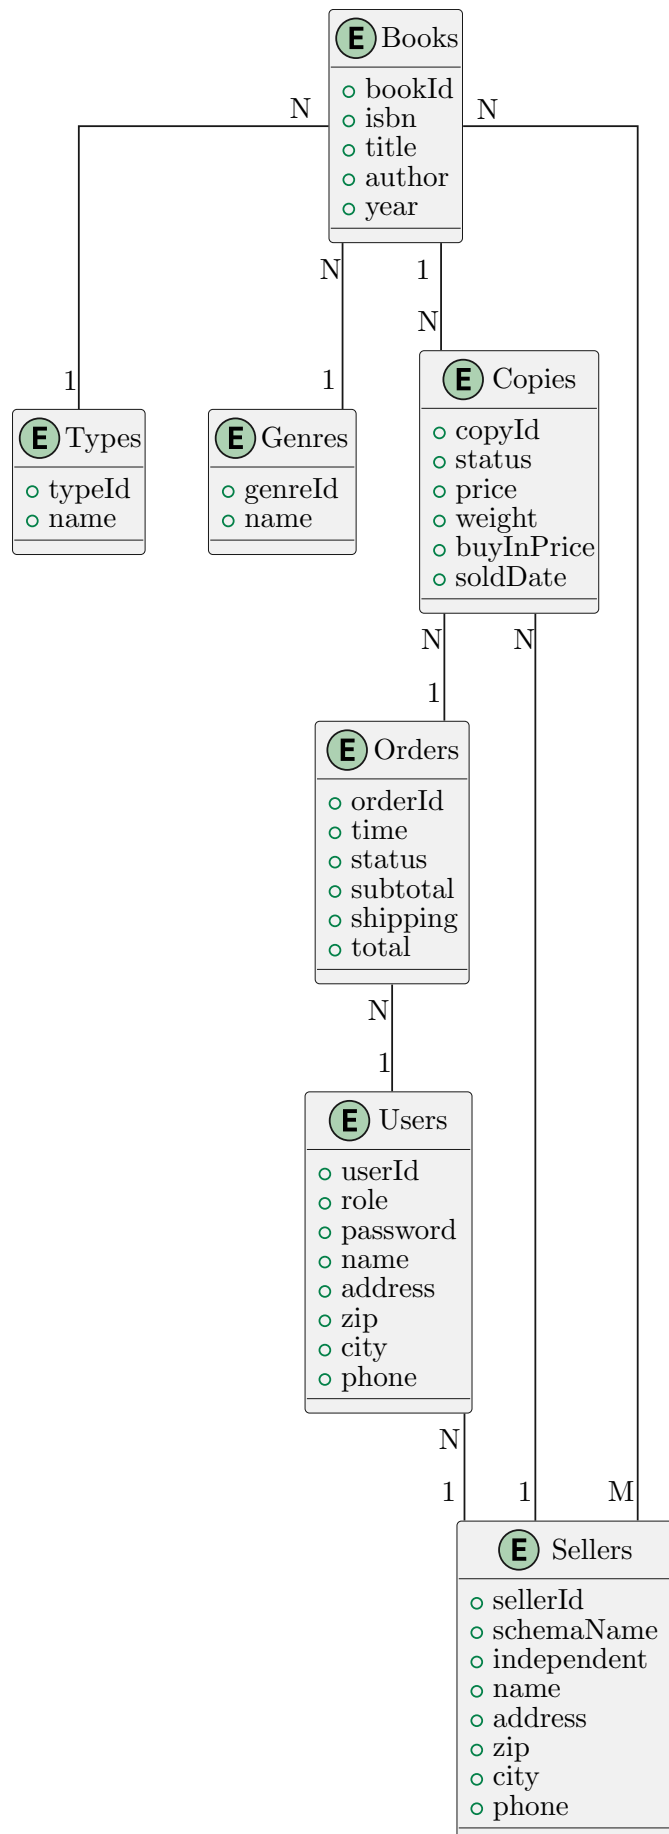 E Books
bookId
isbn
title
author
year
N
N
N
1
N
1
1
E Types
typeId
name
E Genres
genreId
name
E Copies
copyId
status
price
weight
buyInPrice
soldDate
N
N
1
E Orders
orderId
time
status
subtotal
shipping
total
N
1
E Users
userId
role
password
name
address
zip
city
phone
N
1
1
M
E Sellers
sellerId
schemaName
independent
name
address
zip
city
phone